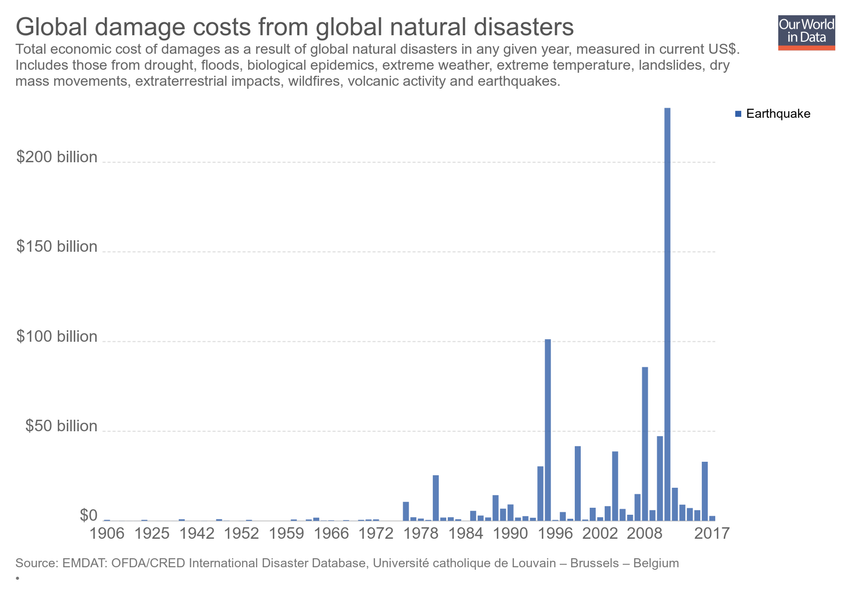 Global damage costs from global natural disasters
Our World
in Data
Total economic cost of damages as a result of global natural disasters in any given year, measured in current US$.
Includes those from drought, floods, biological epidemics, extreme weather, extreme temperature, landslides, dry
mass movements, extraterrestrial impacts, wildfires, volcanic activity and earthquakes.
Earthquake
$200 billion
$150 billion
$100 billion
$50 billion
$0
1906 1925 1942 1952 1959 1966 1972 1978 1984 1990 1996 2002 2008 2017
Source: EMDAT: OFDA/CRED International Disaster Database, Université catholique de Louvain – Brussels – Belgium
•